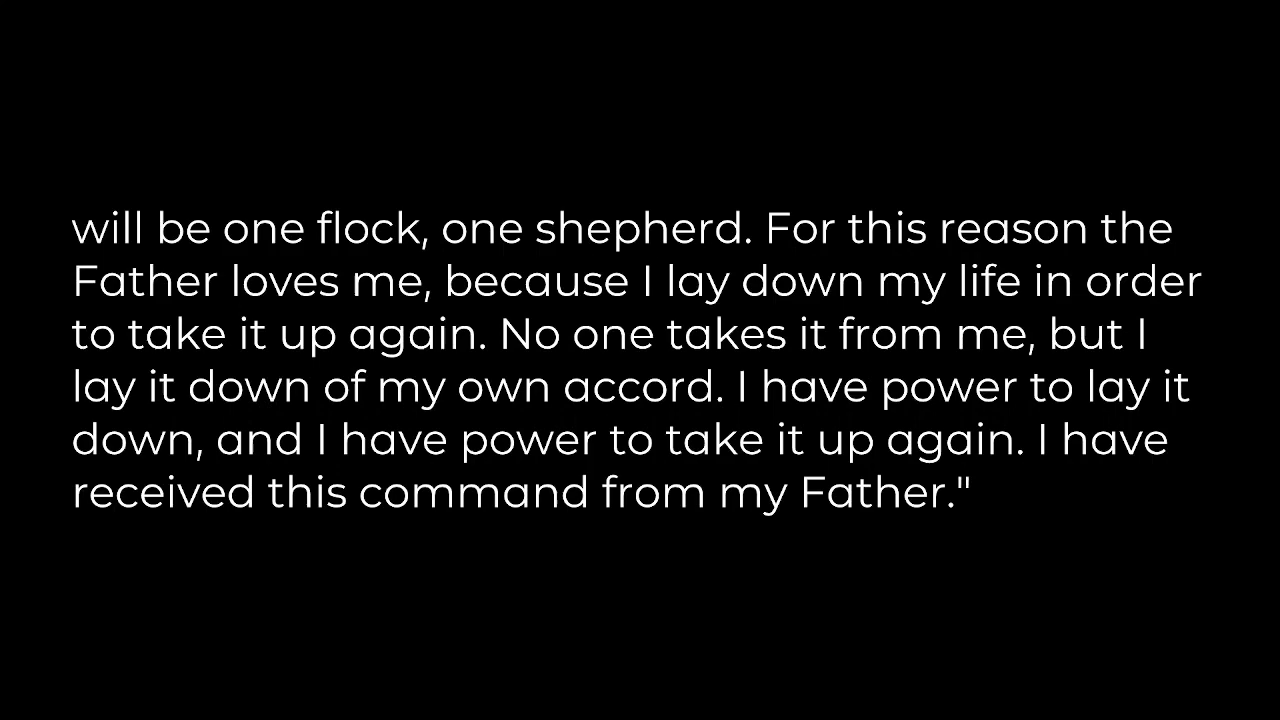 will be one flock, one shepherd. For this reason the
Father loves me, because I lay down my life in order
to take it up again. No one takes it from me, but I
lay it down of my own accord. I have power to lay it
down, and I have power to take it up again. I have
received this command from my Father."